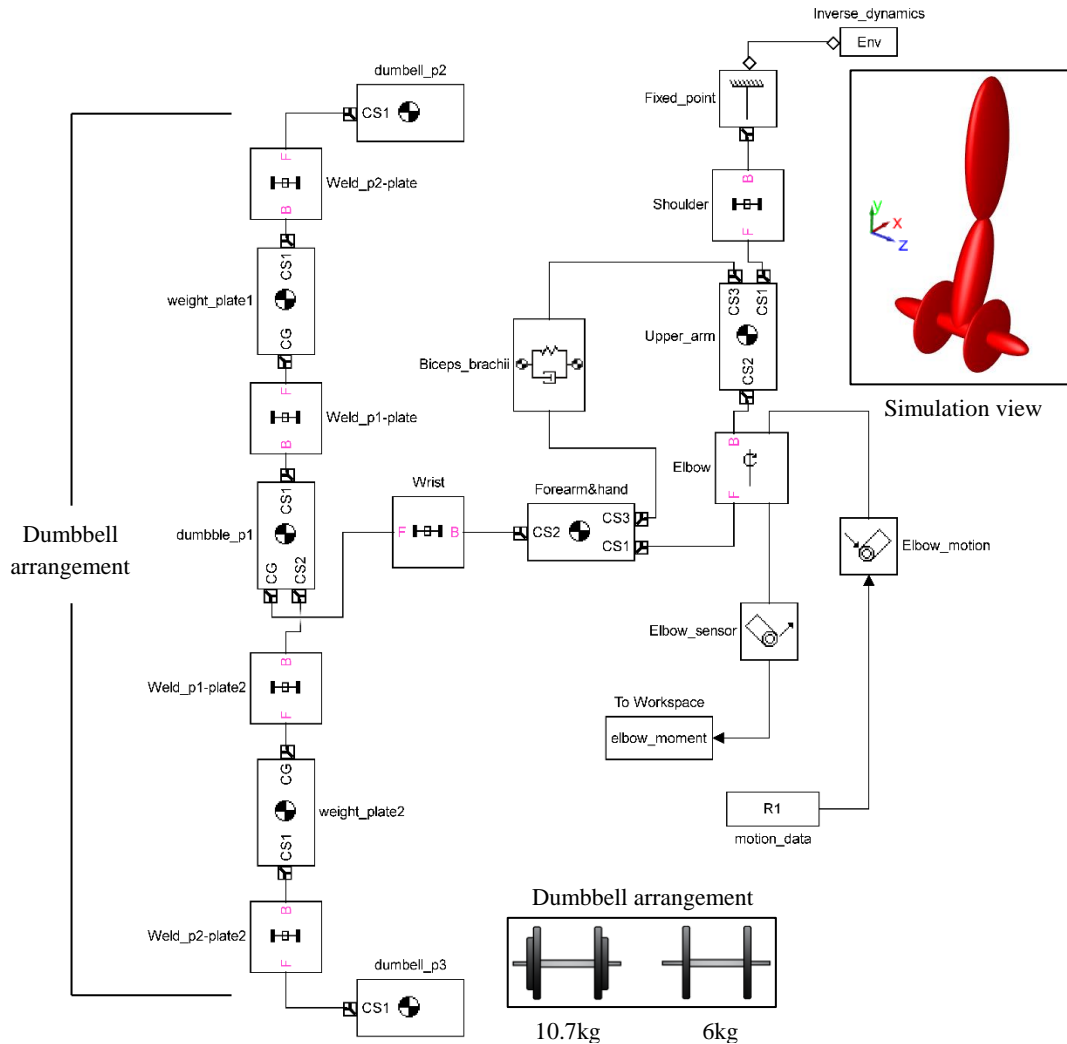 Inverse_dynamics
Env
dumbell_p2
CS1
Fixed_point
F
Weld_p2-plate
B
B
Shoulder
F
CS1
weight_plate1
CG
CS3
CS1
Upper_arm
CS2
Biceps_brachii
y
x
z
Simulation view
F
Weld_p1-plate
B
B
Elbow
F
Wrist
F
B
Forearm&hand
CS2
CS3
CS1
CS1
dumbble_p1
CG
CS2
Dumbbell
arrangement
Elbow_motion
Elbow_sensor
B
Weld_p1-plate2
F
To Workspace
elbow_moment
CG
weight_plate2
CS1
R1
motion_data
B
Weld_p2-plate2
F
dumbell_p3
CS1
Dumbbell arrangement
10.7kg
6kg